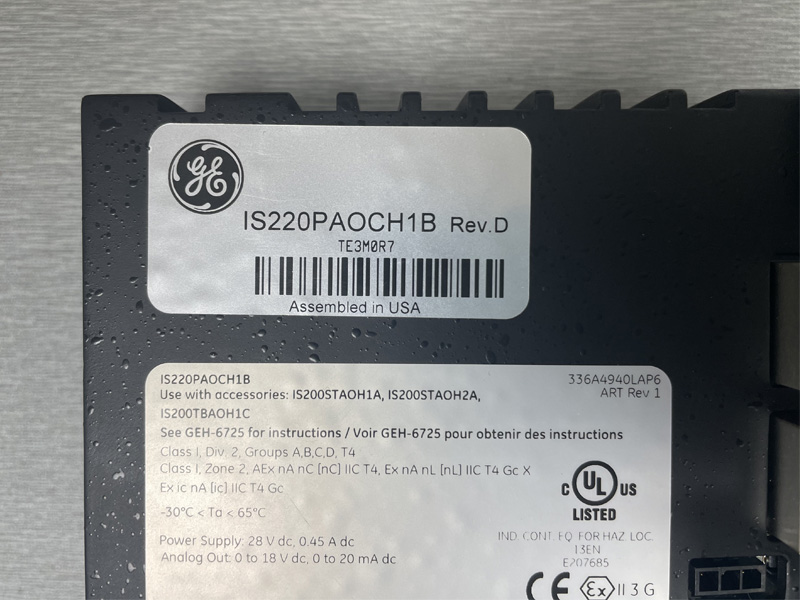 GE
IS220PAOCH1B Rev.D
TE3M0R7
Assembled in USA
IS220PAOCH1B
336A4940LAP6
Use with accessories: IS200STAOH1A, IS200STAOH2A,
ART Rev 1
IS200TBAOH1C
See GEH-6725 for instructions / Voir GEH-6725 pour obtenir des instructions
Class I, Div. 2, Groups A,B,C,D, T4
Class I, Zone 2, AEx nA nC [nC] IIC T4, Ex nA nL [nL] IIC T4 Gc X
Ex ic nA [ic] IIC T4 Gc
-30°C < Ta < 65°C
C UL US
LISTED
Power Supply: 28 V dc, 0.45 A dc
Analog Out: 0 to 18 V dc, 0 to 20 mA dc
IND. CONT. EQ. FOR HAZ. LOC.
13EN
E207685
CE Ex II 3 G